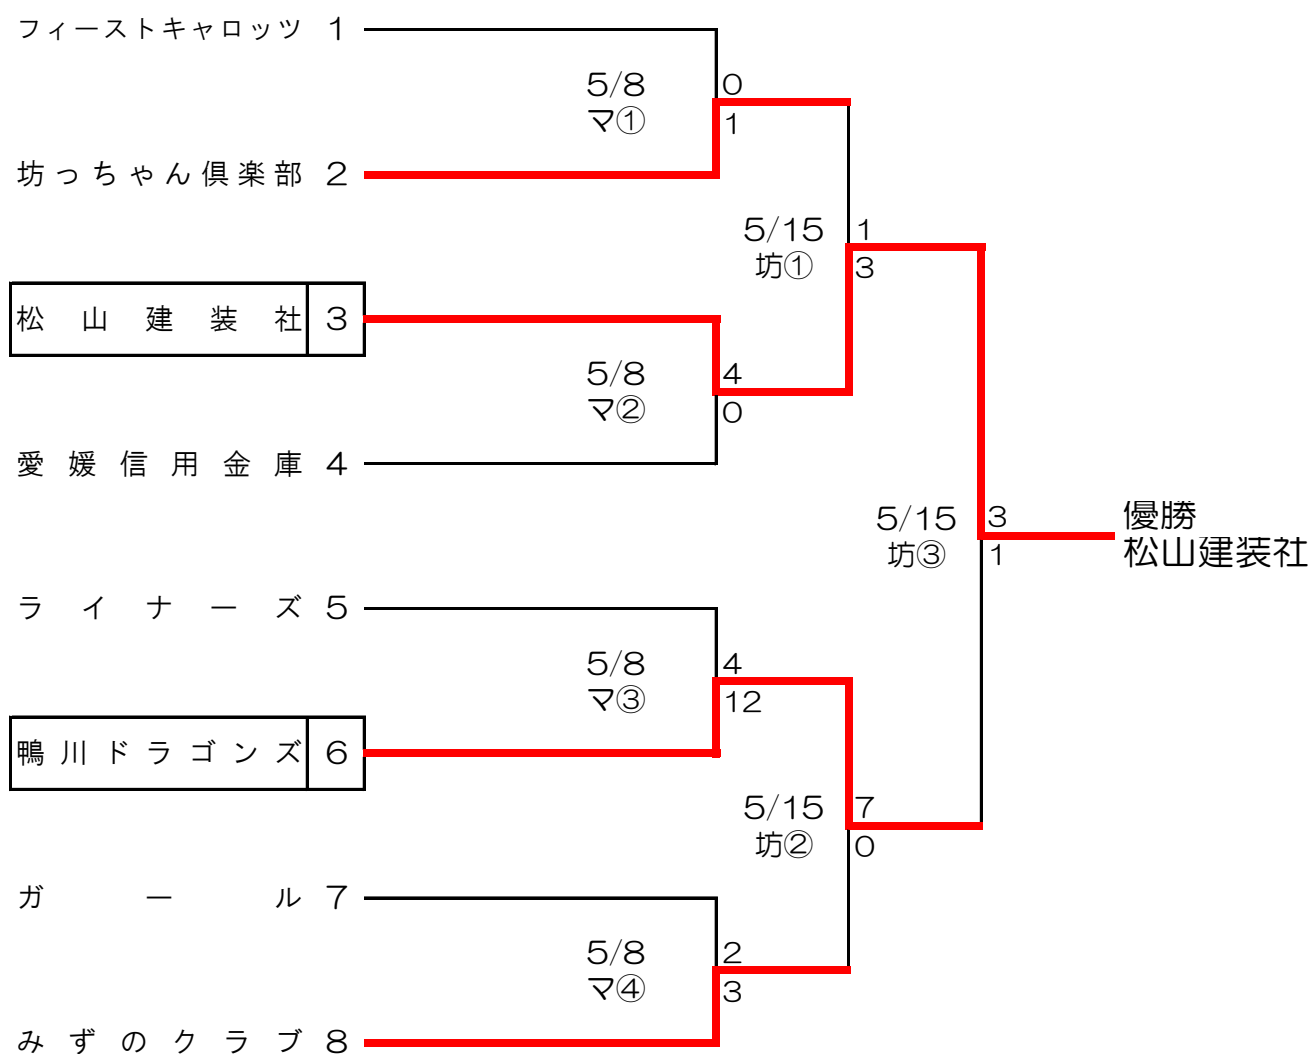 フィーストキャロッツ 1
5/8 0
マ① 1
坊っちゃん倶楽部 2
5/15 1
坊① 3
松山建装社 3
5/8 4
マ② 0
愛媛信用金庫 4
5/15 3 優勝
坊③ 1 松山建装社
ライナーズ 5
5/8 4
マ③ 12
鴨川ドラゴンズ 6
5/15 7
坊② 0
ガール 7
5/8 2
マ④ 3
みずのクラブ 8